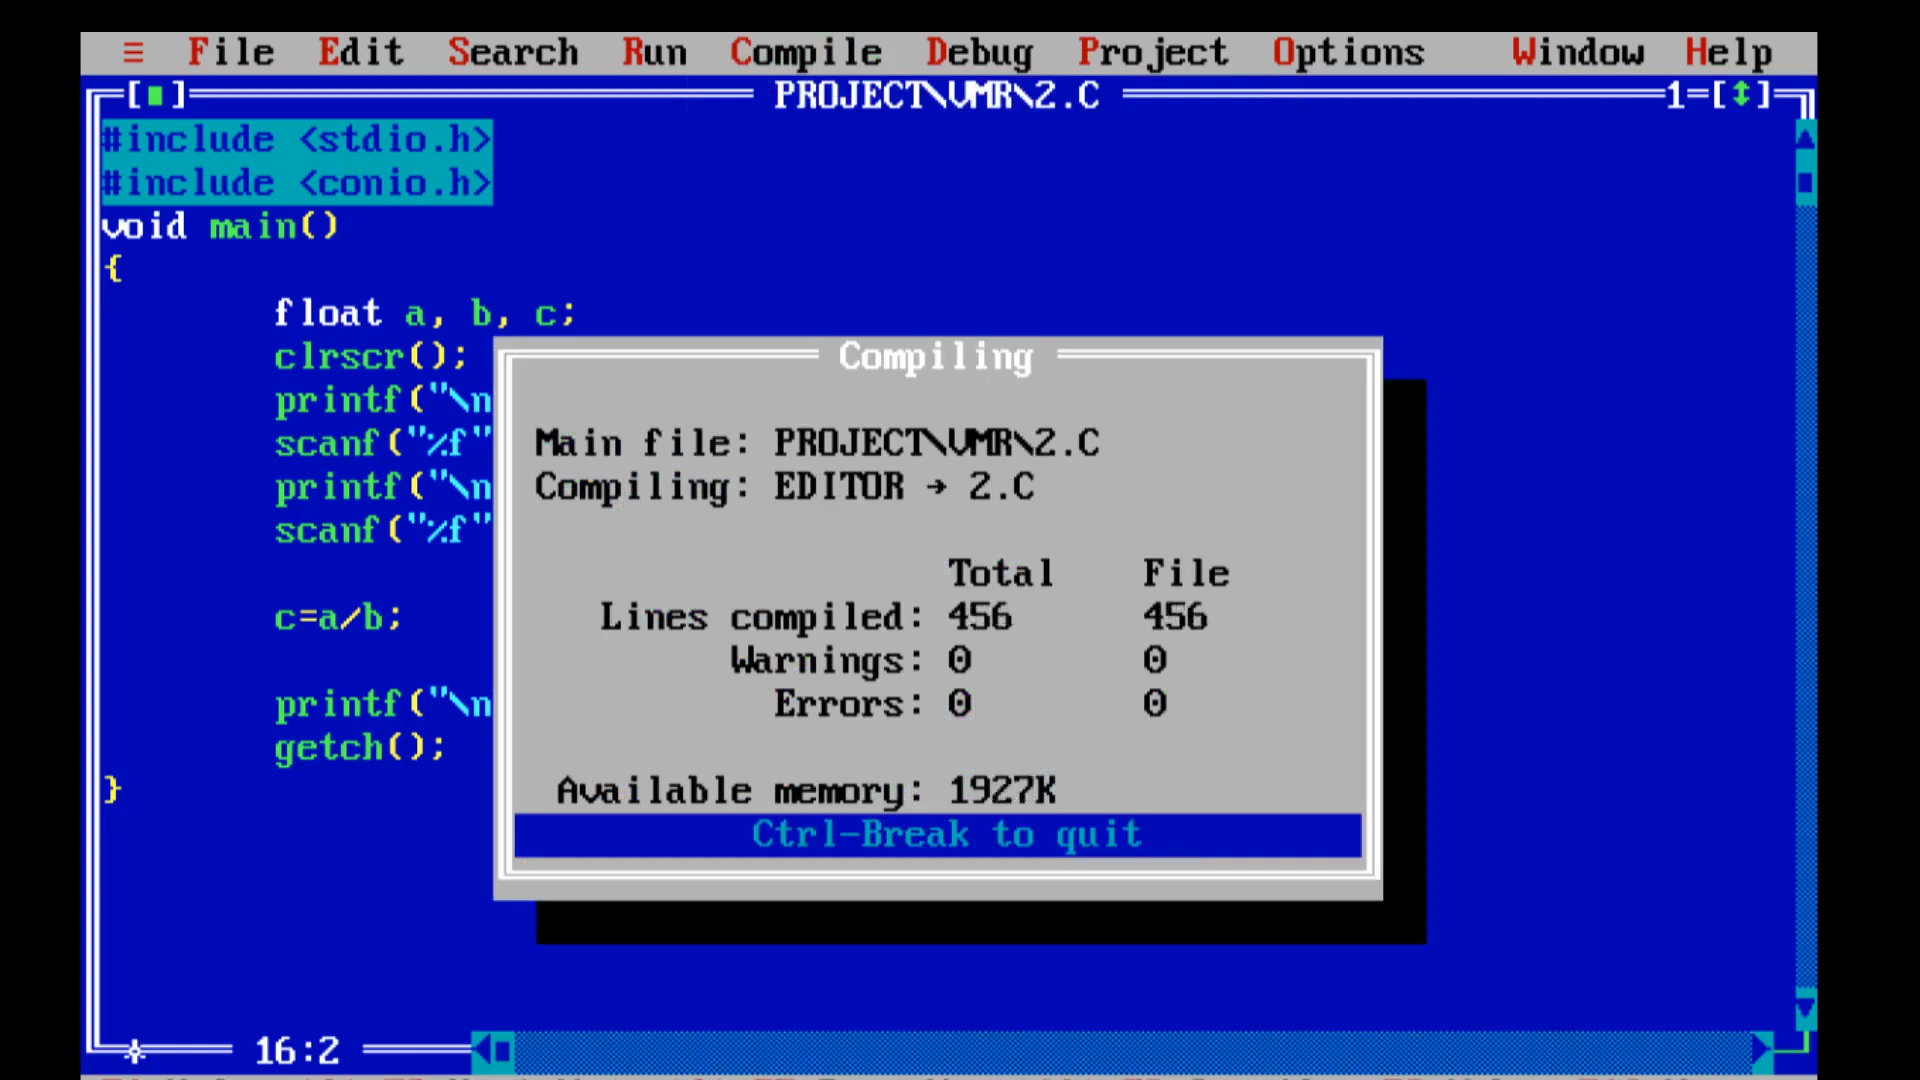 ≡ File Edit Search Run Compile Debug Project Options Window Help
[■] PROJECT\VMR\2.C 1=[↕]
#include <stdio.h>
#include <conio.h>
void main()
{
float a, b, c;
clrscr();
printf("\n
scanf("%f"
printf("\n
scanf("%f"
c=a/b;
printf("\n
getch();
}
Compiling
Main file: PROJECT\VMR\2.C
Compiling: EDITOR → 2.C
Total File
Lines compiled: 456 456
Warnings: 0 0
Errors: 0 0
Available memory: 1927K
Ctrl-Break to quit
16:2